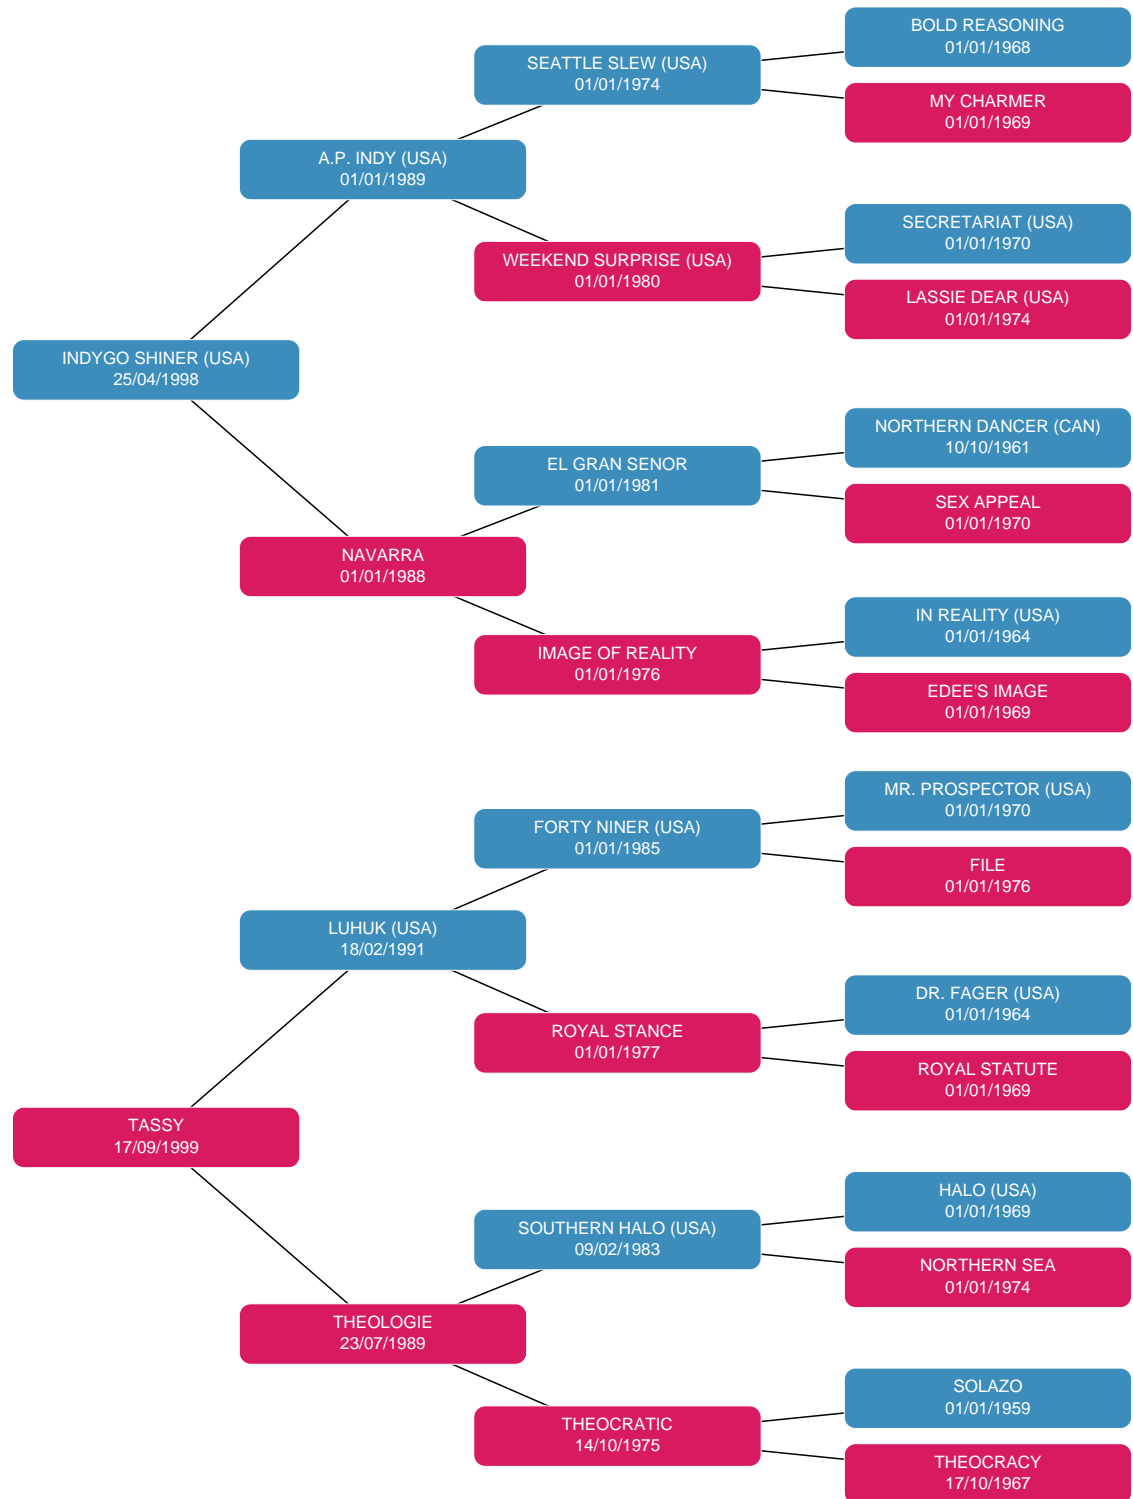 BOLD REASONING
01/01/1968
SEATTLE SLEW (USA)
01/01/1974
MY CHARMER
01/01/1969
A.P. INDY (USA)
01/01/1989
SECRETARIAT (USA)
01/01/1970
WEEKEND SURPRISE (USA)
01/01/1980
LASSIE DEAR (USA)
01/01/1974
INDYGO SHINER (USA)
25/04/1998
NORTHERN DANCER (CAN)
10/10/1961
EL GRAN SENOR
01/01/1981
SEX APPEAL
01/01/1970
NAVARRA
01/01/1988
IN REALITY (USA)
01/01/1964
IMAGE OF REALITY
01/01/1976
EDEE'S IMAGE
01/01/1969
MR. PROSPECTOR (USA)
01/01/1970
FORTY NINER (USA)
01/01/1985
FILE
01/01/1976
LUHUK (USA)
18/02/1991
DR. FAGER (USA)
01/01/1964
ROYAL STANCE
01/01/1977
ROYAL STATUTE
01/01/1969
TASSY
17/09/1999
HALO (USA)
01/01/1969
SOUTHERN HALO (USA)
09/02/1983
NORTHERN SEA
01/01/1974
THEOLOGIE
23/07/1989
SOLAZO
01/01/1959
THEOCRATIC
14/10/1975
THEOCRACY
17/10/1967